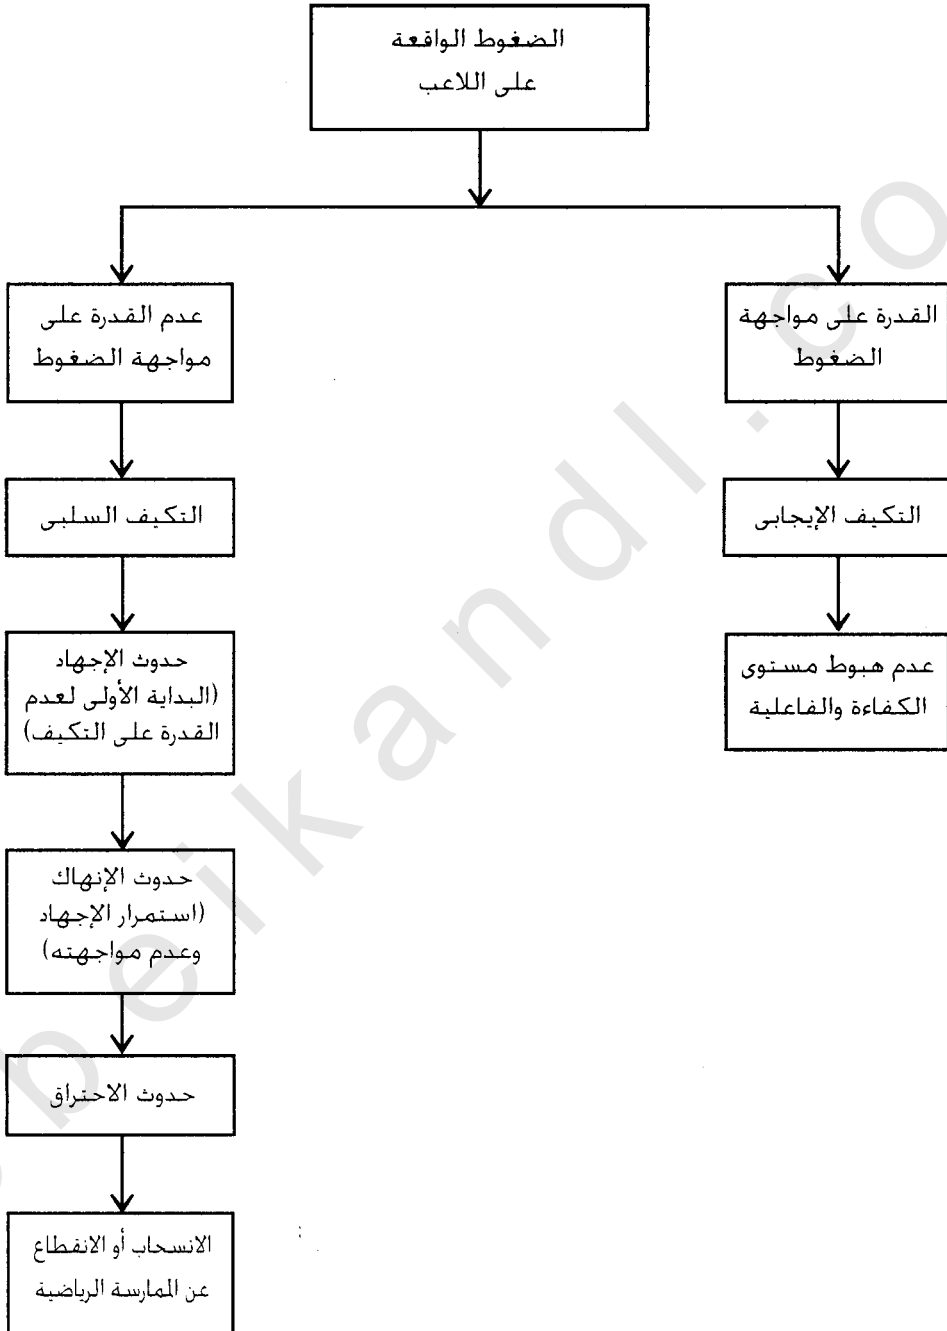 الضغوط الواقعة
على اللاعب
القدرة على مواجهة
الضغوط
التكيف الإيجابى
عدم هبوط مستوى
الكفاءة والفاعلية
عدم القدرة على
مواجهة الضغوط
التكيف السلبى
حدوث الإجهاد
(البداية الأولى لعدم
القدرة على التكيف)
حدوث الإنهاك
(استمرار الإجهاد
وعدم مواجهته)
حدوث الاحتراق
الانسحاب أو الانقطاع
عن الممارسة الرياضية
beikandl.co